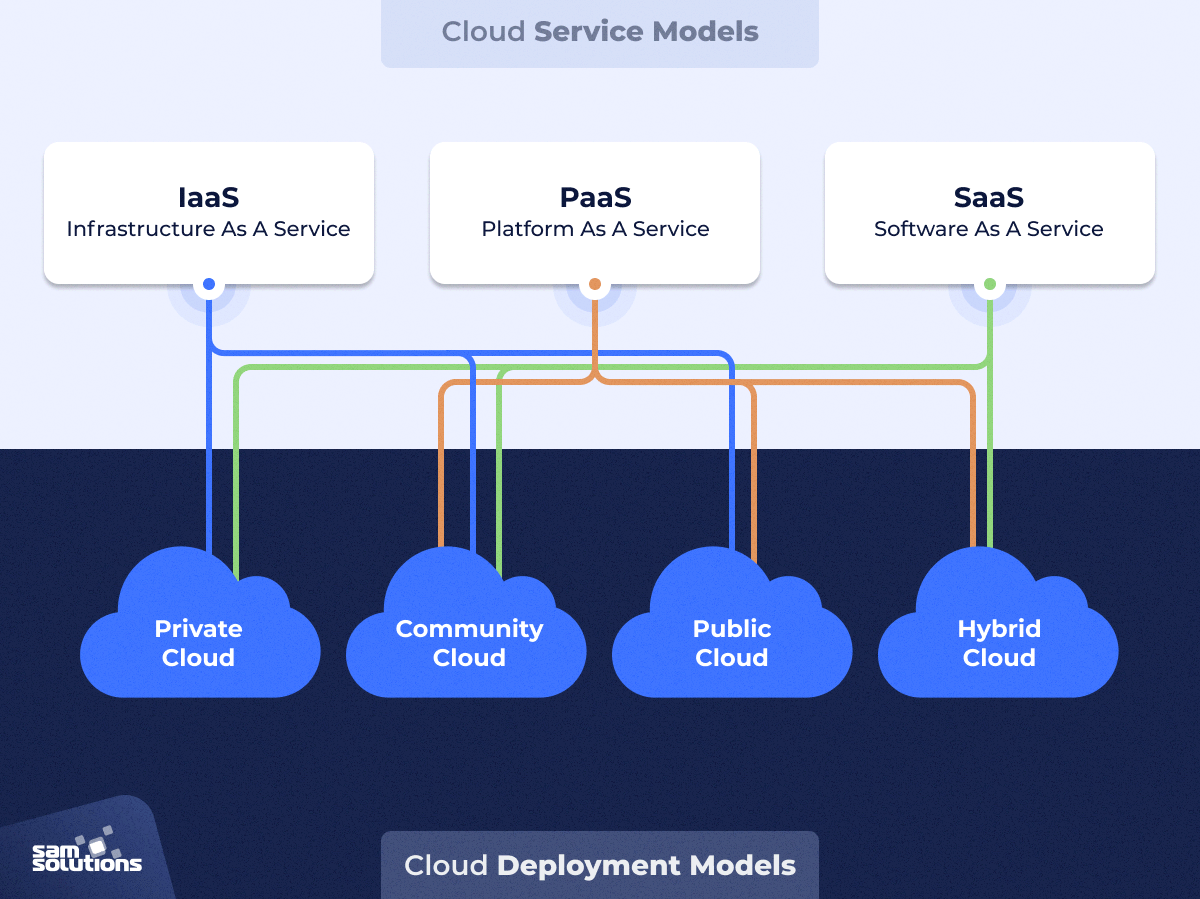 Cloud Service Models
IaaS
Infrastructure As A Service
PaaS
Platform As A Service
SaaS
Software As A Service
Private
Cloud
Community
Cloud
Public
Cloud
Hybrid
Cloud
sam
solutions
Cloud Deployment Models